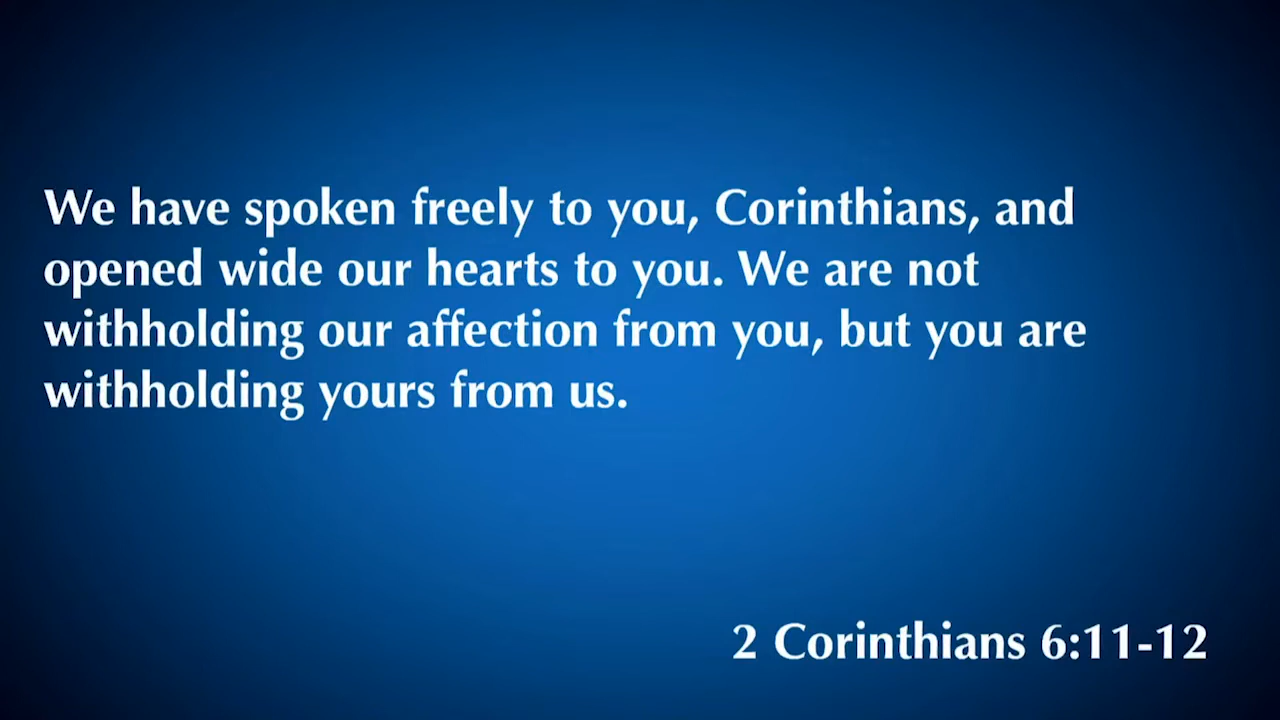 We have spoken freely to you, Corinthians, and
opened wide our hearts to you. We are not
withholding our affection from you, but you are
withholding yours from us.
2 Corinthians 6:11-12